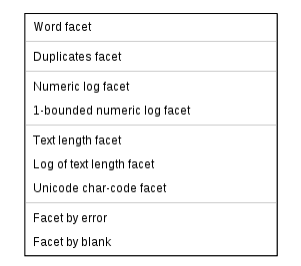 Word facet
Duplicates facet
Numeric log facet
1-bounded numeric log facet
Text length facet
Log of text length facet
Unicode char-code facet
Facet by error
Facet by blank